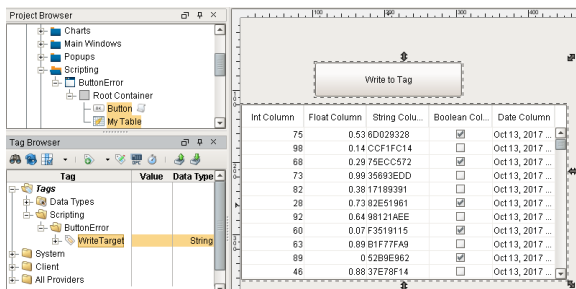 Project Browser
Charts
Main Windows
Popups
Scripting
ButtonError
Root Container
Button
My Table
Tag Browser
Tag Value Data Type
Tags
Data Types
Scripting
ButtonError
WriteTarget String
System
Client
All Providers
100 200 300 400
Write to Tag
Int Column Float Column String Colu... Boolean Col... Date Column
75 0.53 6D029328 Oct 13, 2017 ...
98 0.14 CCF1FC14 Oct 13, 2017 ...
68 0.29 75ECC572 Oct 13, 2017 ...
73 0.99 35693EDD Oct 13, 2017 ...
82 0.38 17189391 Oct 13, 2017 ...
28 0.73 82E51961 Oct 13, 2017 ...
92 0.64 98121AEE Oct 13, 2017 ...
60 0.07 F3519115 Oct 13, 2017 ...
63 0.89 B1F77FA9 Oct 13, 2017 ...
89 0 52B9E962 Oct 13, 2017 ...
46 0.88 37E78F14 Oct 13, 2017 ...